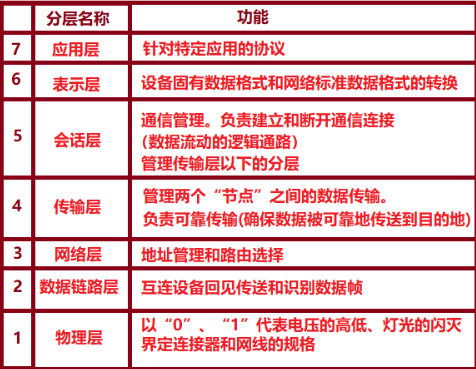 分层名称 功能
7 应用层 针对特定应用的协议
6 表示层 设备固有数据格式和网络标准数据格式的转换
5 会话层 通信管理。负责建立和断开通信连接
(数据流动的逻辑通路)
管理传输层以下的分层
4 传输层 管理两个“节点”之间的数据传输。
负责可靠传输(确保数据被可靠地传送到目的地)
3 网络层 地址管理和路由选择
2 数据链路层 互连设备回见传送和识别数据帧
1 物理层 以“0”、“1”代表电压的高低、灯光的闪灭
界定连接器和网线的规格